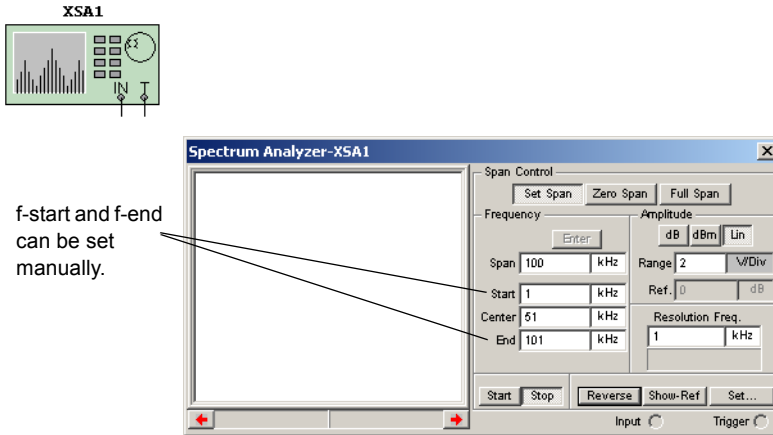 XSA1
IN T
Spectrum Analyzer-XSA1
f-start and f-end
can be set
manually.
Span Control
Set Span Zero Span Full Span
Frequency
Enter
Span 100 kHz
Start 1 kHz
Center 51 kHz
End 101 kHz
Amplitude
dB dBm Lin
Range 2 V/Div
Ref. 0 dB
Resolution Freq.
1 kHz
Start Stop Reverse Show-Ref Set...
Input Trigger